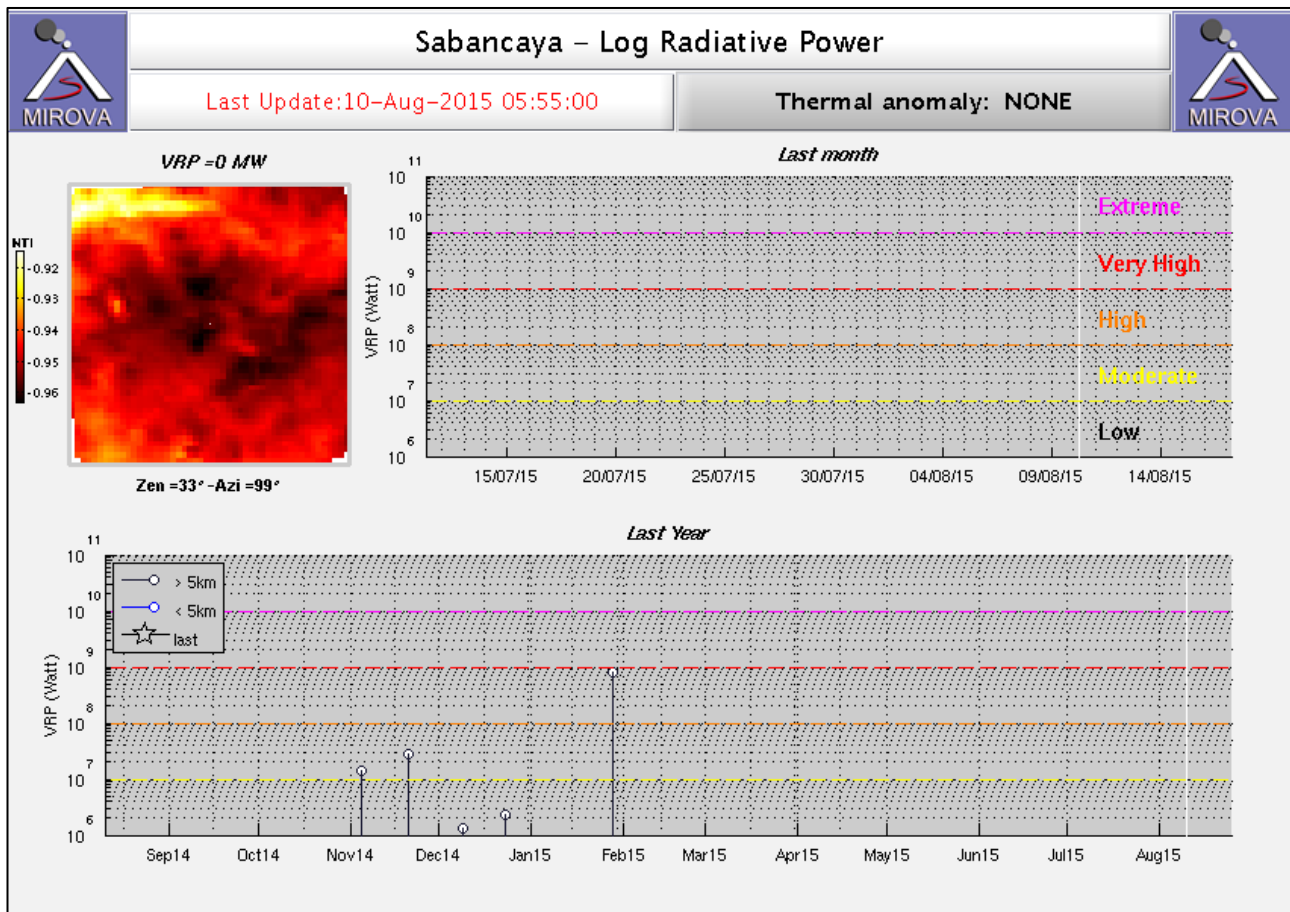 Sabancaya – Log Radiative Power
MIROVA
MIROVA
Last Update:10–Aug–2015 05:55:00
Thermal anomaly: NONE
VRP =0 MW
NTI
-0.92
-0.93
-0.94
-0.95
-0.96
Zen =33° -Azi =99°
Last month
VRP (Watt)
10 11
10 10
10 9
10 8
10 7
10 6
Extreme
Very High
High
Moderate
Low
15/07/15 20/07/15 25/07/15 30/07/15 04/08/15 09/08/15 14/08/15
Last Year
VRP (Watt)
10 11
10 10
10 9
10 8
10 7
10 6
> 5km
< 5km
last
Sep14 Oct14 Nov14 Dec14 Jan15 Feb15 Mar15 Apr15 May15 Jun15 Jul15 Aug15